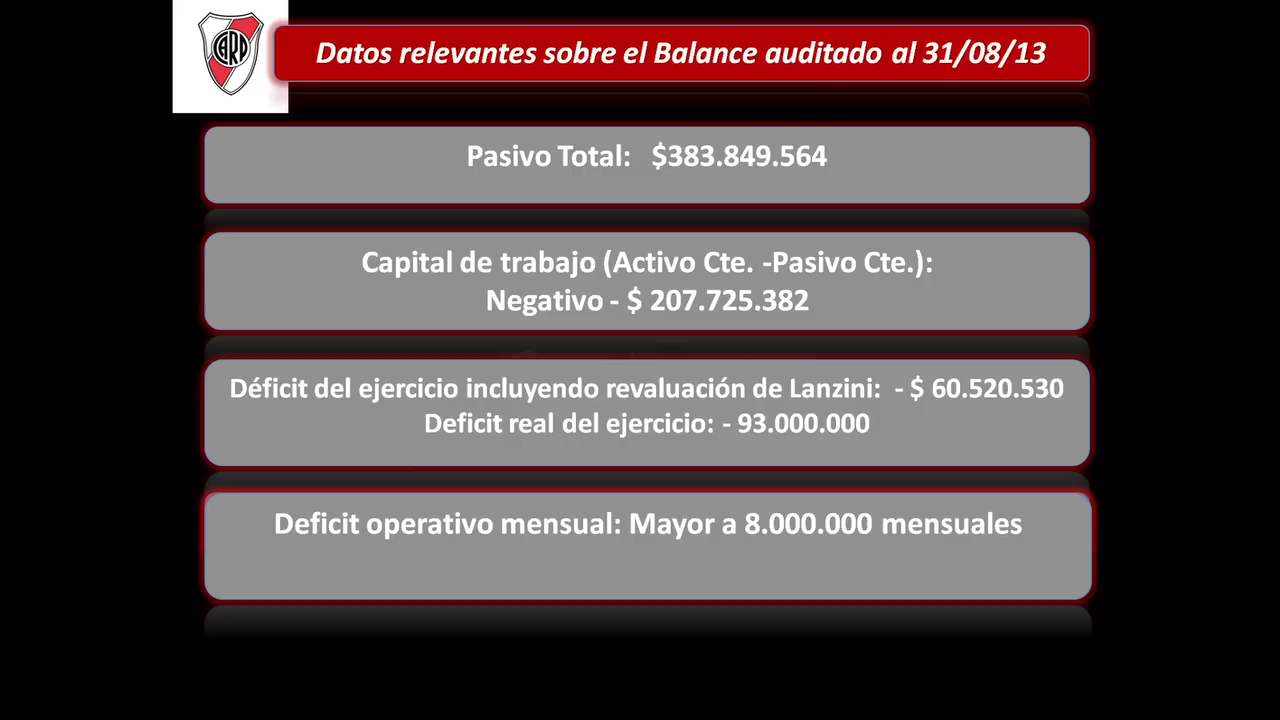 CARP
Datos relevantes sobre el Balance auditado al 31/08/13
Pasivo Total: $383.849.564
Capital de trabajo (Activo Cte. -Pasivo Cte.):
Negativo - $ 207.725.382
Déficit del ejercicio incluyendo revaluación de Lanzini: - $ 60.520.530
Deficit real del ejercicio: - 93.000.000
Deficit operativo mensual: Mayor a 8.000.000 mensuales